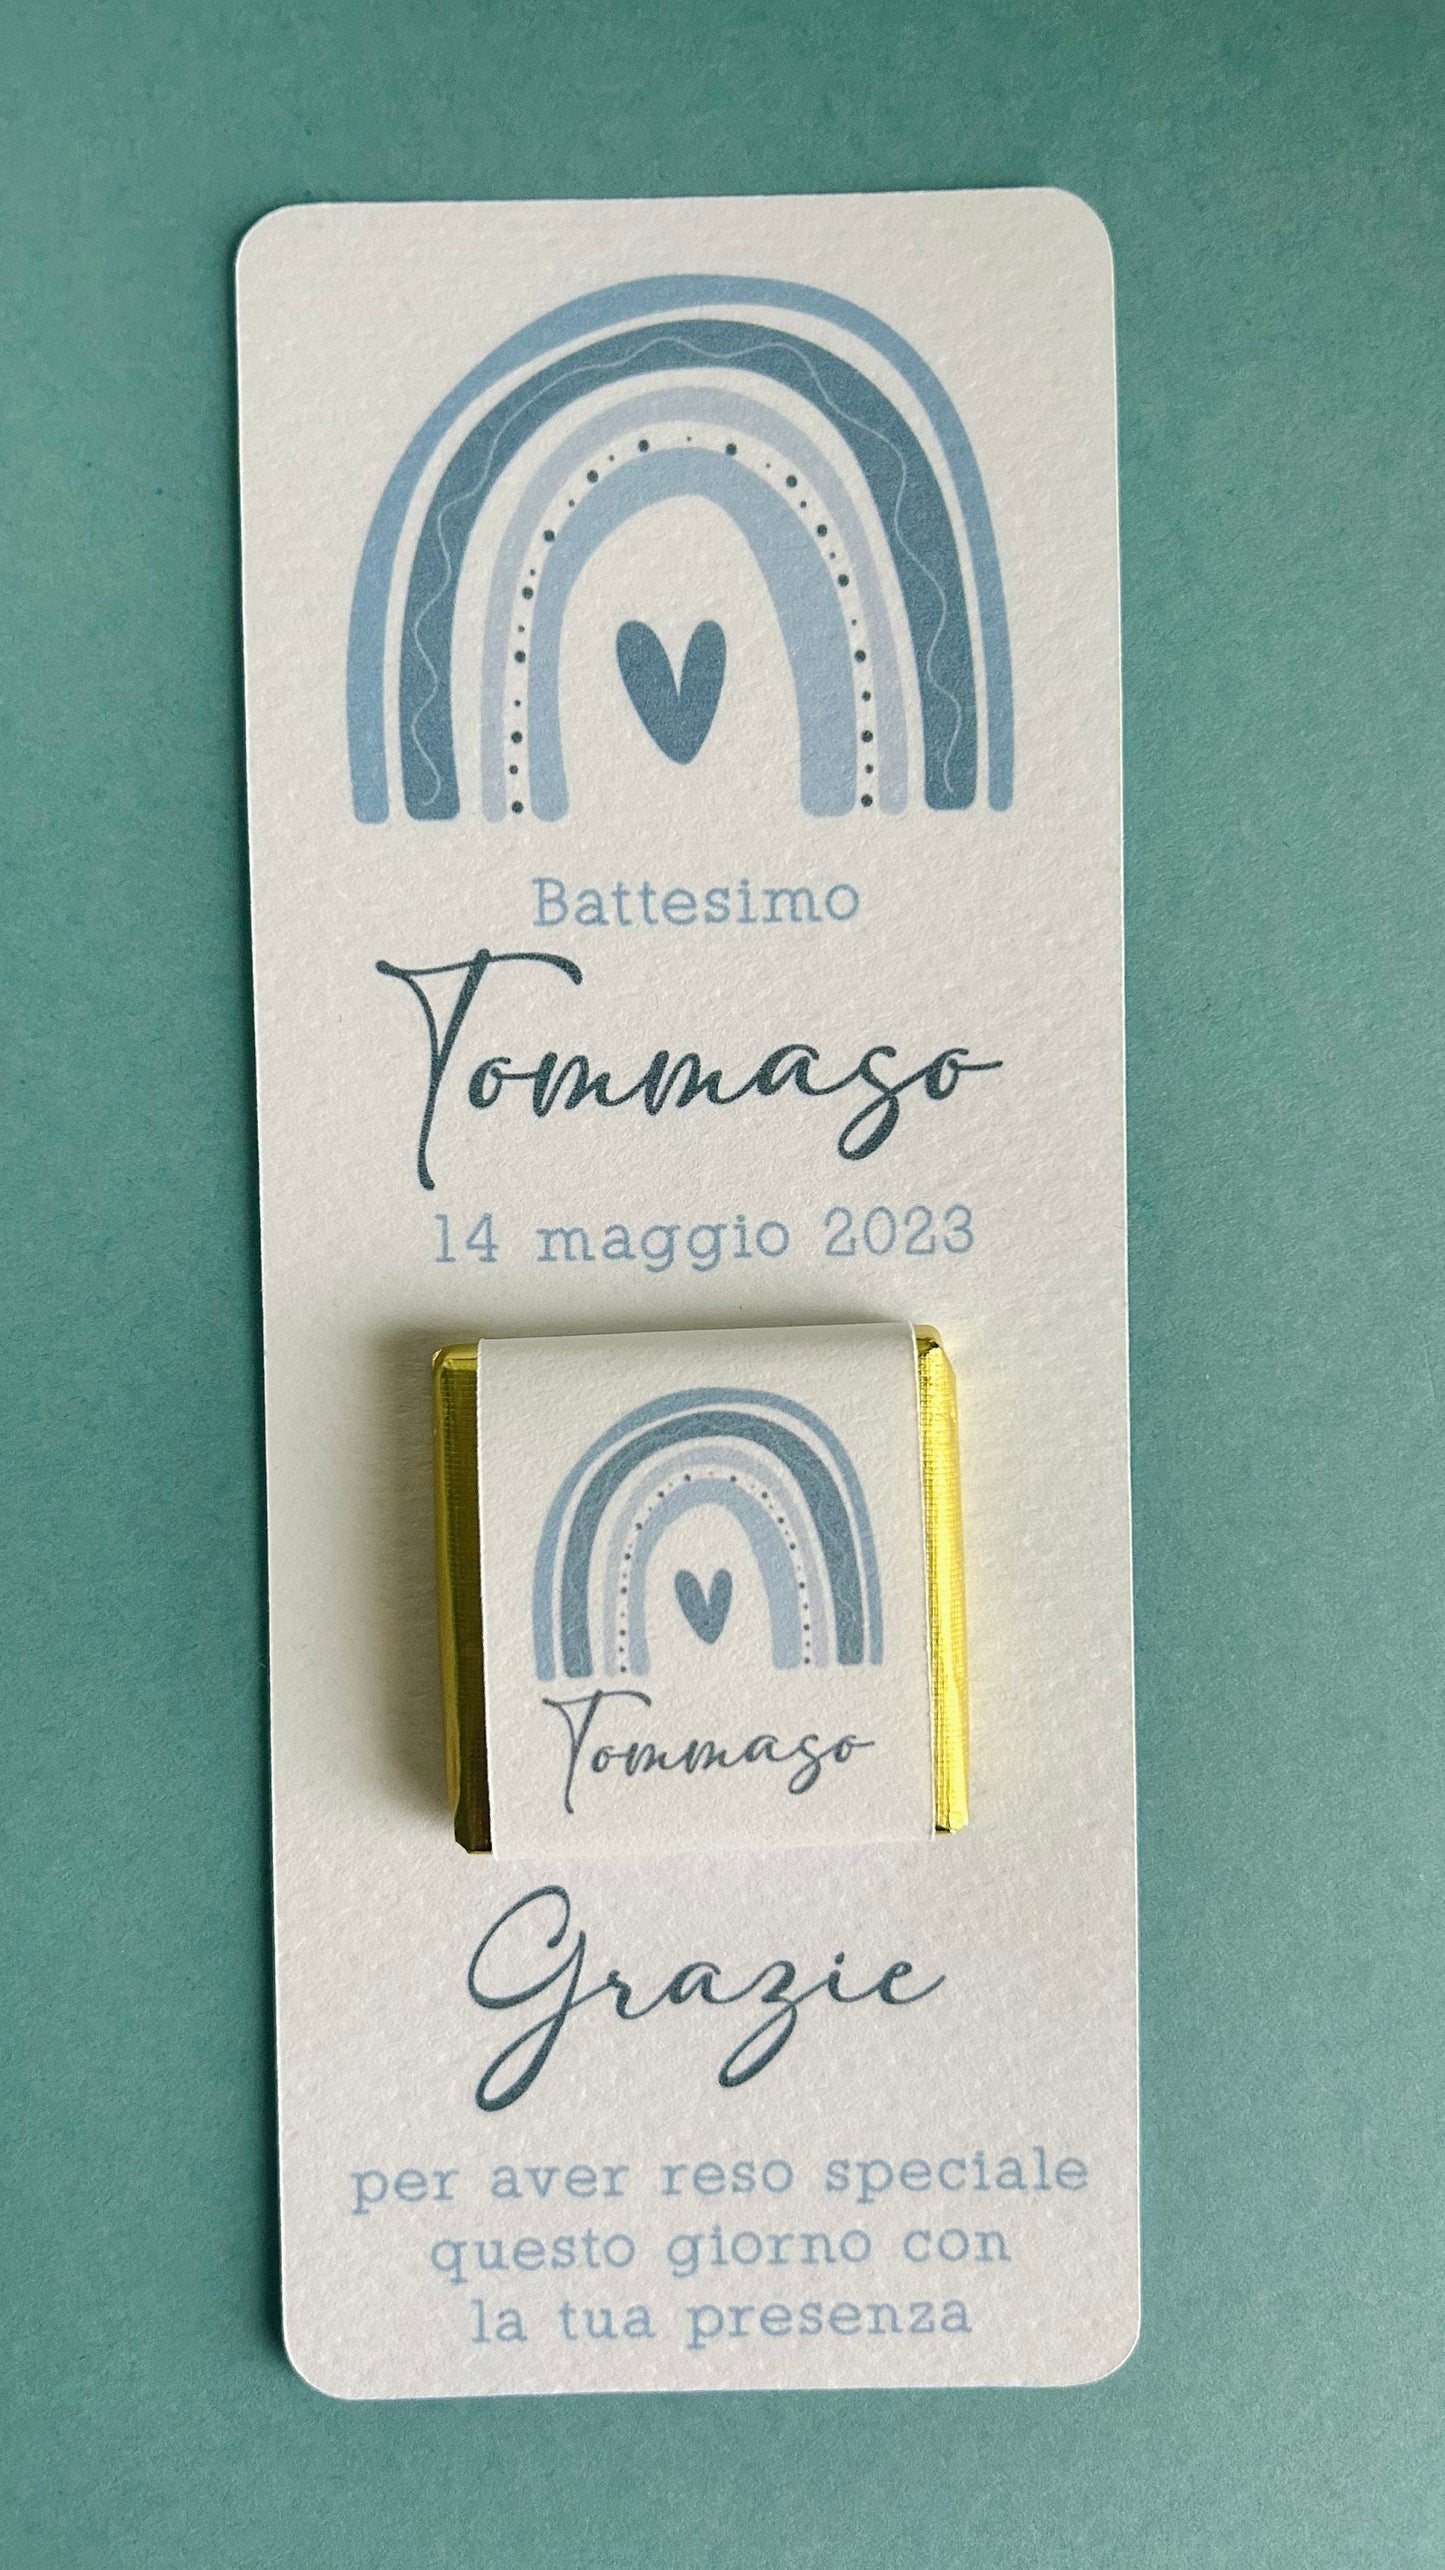 Battesimo
Tommaso
14 maggio 2023
Tommaso
Grazie
per aver reso speciale
questo giorno con
la tua presenza